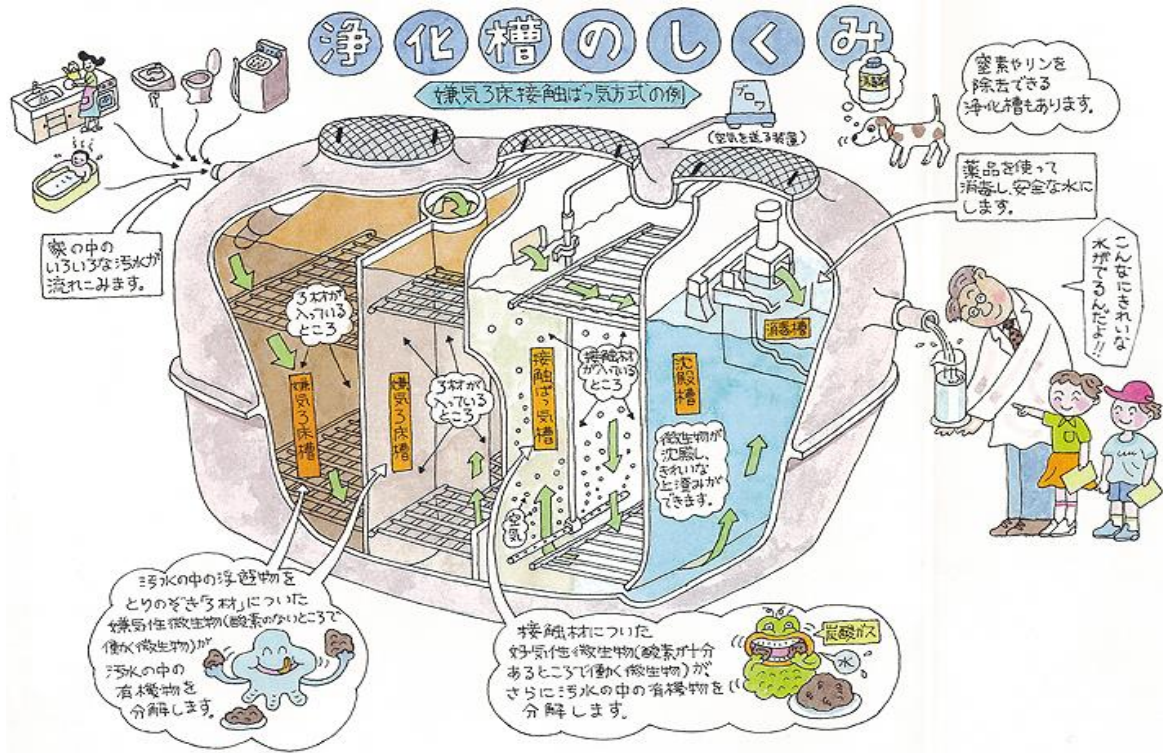 浄化槽のしくみ
嫌気ろ床接触ばっ気方式の例
ブロワ
(空気を送る装置)
消毒剤
窒素やリンを
除去できる
浄化槽もあります。
薬品を使って
消毒し、安全な水に
します。
家の中の
いろいろな汚水が
流れこみます。
こんなにきれいな
水がでるんだよ!!
ろ材が
入っている
ところ
嫌気ろ床槽
ろ材が
入っている
ところ
嫌気ろ床槽
接触ばっ気槽
接触材
が入っている
ところ
空気
沈殿槽
微生物が
沈殿し、
きれいな
上澄みが
できます。
消毒槽
汚水の中の浮遊物を
とりのぞき「ろ材」についた
嫌気性微生物(酸素のないところで
働く微生物)が
汚水の中の
有機物を
分解します。
接触材についた
好気性微生物(酸素が十分
あるところで働く微生物)が、
さらに汚水の中の有機物を
分解します。
炭酸ガス
水